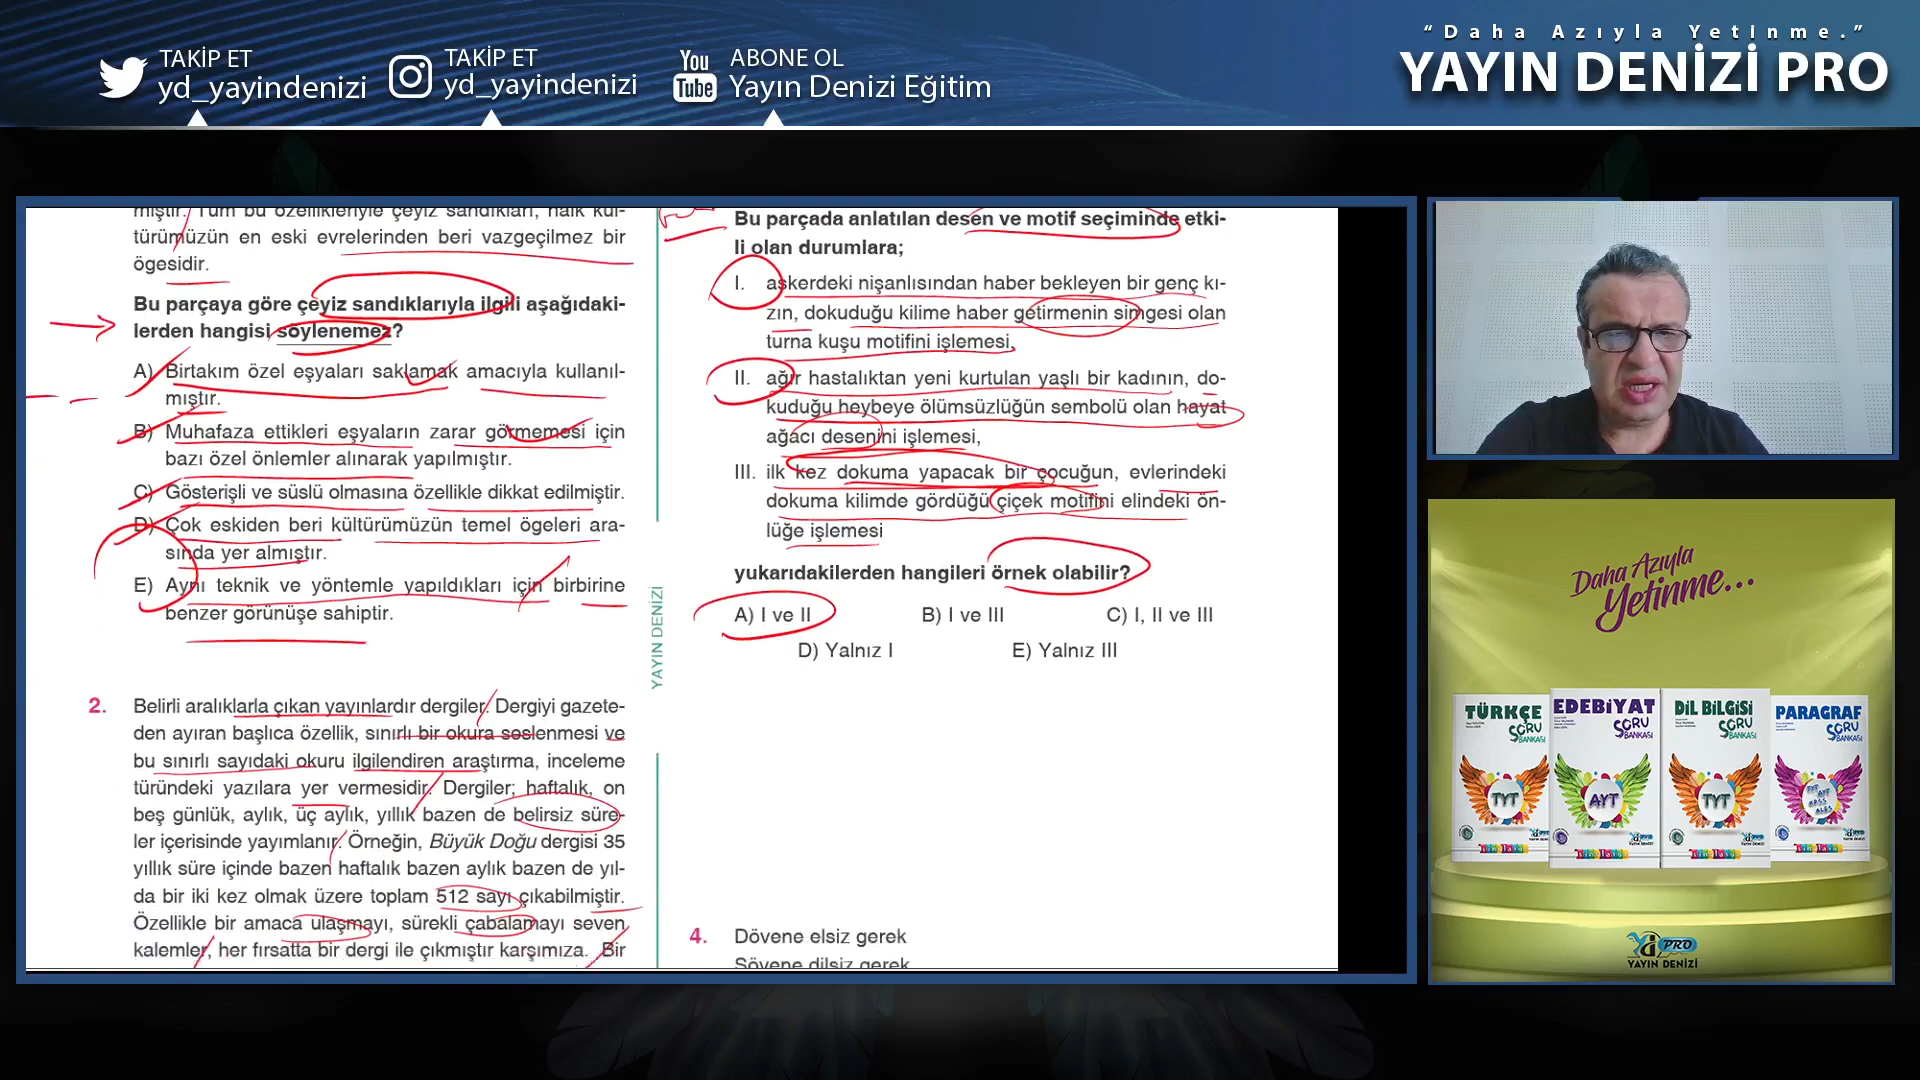 “Daha Azıyla Yetinme.”
YAYIN DENİZİ PRO
TAKİP ET
yd_yayindenizi
TAKİP ET
yd_yayindenizi
You Tube
ABONE OL
Yayın Denizi Eğitim
miştir. Tüm bu özellikleriyle çeyiz sandıkları, halk kül-
türümüzün en eski evrelerinden beri vazgeçilmez bir
ögesidir.
Bu parçaya göre çeyiz sandıklarıyla ilgili aşağıdaki-
lerden hangisi söylenemez?
A) Birtakım özel eşyaları saklamak amacıyla kullanıl-
mıştır.
B) Muhafaza ettikleri eşyaların zarar görmemesi için
bazı özel önlemler alınarak yapılmıştır.
C) Gösterişli ve süslü olmasına özellikle dikkat edilmiştir.
D) Çok eskiden beri kültürümüzün temel ögeleri ara-
sında yer almıştır.
E) Aynı teknik ve yöntemle yapıldıkları için birbirine
benzer görünüşe sahiptir.
2. Belirli aralıklarla çıkan yayınlardır dergiler. Dergiyi gazete-
den ayıran başlıca özellik, sınırlı bir okura seslenmesi ve
bu sınırlı sayıdaki okuru ilgilendiren araştırma, inceleme
türündeki yazılara yer vermesidir. Dergiler; haftalık, on
beş günlük, aylık, üç aylık, yıllık bazen de belirsiz süre-
ler içerisinde yayımlanır. Örneğin, Büyük Doğu dergisi 35
yıllık süre içinde bazen haftalık bazen aylık bazen de yıl-
da bir iki kez olmak üzere toplam 512 sayı çıkabilmiştir.
Özellikle bir amaca ulaşmayı, sürekli çabalamayı seven
kalemler, her fırsatta bir dergi ile çıkmıştır karşımıza. Bir
YAYIN DENİZİ
Bu parçada anlatılan desen ve motif seçiminde etki-
li olan durumlara;
I. askerdeki nişanlısından haber bekleyen bir genç kı-
zın, dokuduğu kilime haber getirmenin simgesi olan
turna kuşu motifini işlemesi,
II. ağır hastalıktan yeni kurtulan yaşlı bir kadının, do-
kuduğu heybeye ölümsüzlüğün sembolü olan hayat
ağacı desenini işlemesi,
III. ilk kez dokuma yapacak bir çocuğun, evlerindeki
dokuma kilimde gördüğü çiçek motifini elindeki ön-
lüğe işlemesi
yukarıdakilerden hangileri örnek olabilir?
A) I ve II B) I ve III C) I, II ve III
D) Yalnız I E) Yalnız III
4. Dövene elsiz gerek
Sövene dilsiz gerek
Daha Azıyla
Yetinme...
TÜRKÇE
SORU
BANKASI
TYT
EDEBİYAT
SORU
BANKASI
AYT
DİL BİLGİSİ
SORU
BANKASI
TYT
PARAGRAF
SORU
BANKASI
PRO
YAYIN DENİZİ